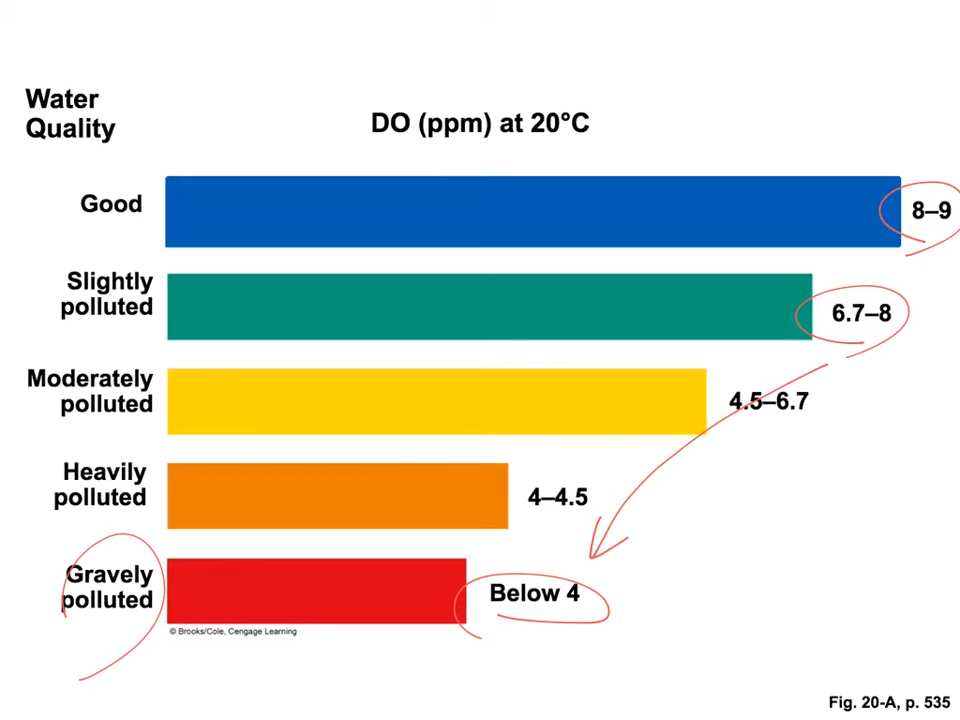 Water
Quality
DO (ppm) at 20°C
Good
8–9
Slightly
polluted
6.7–8
Moderately
polluted
4.5–6.7
Heavily
polluted
4–4.5
Gravely
polluted
Below 4
© Brooks/Cole, Cengage Learning
Fig. 20-A, p. 535